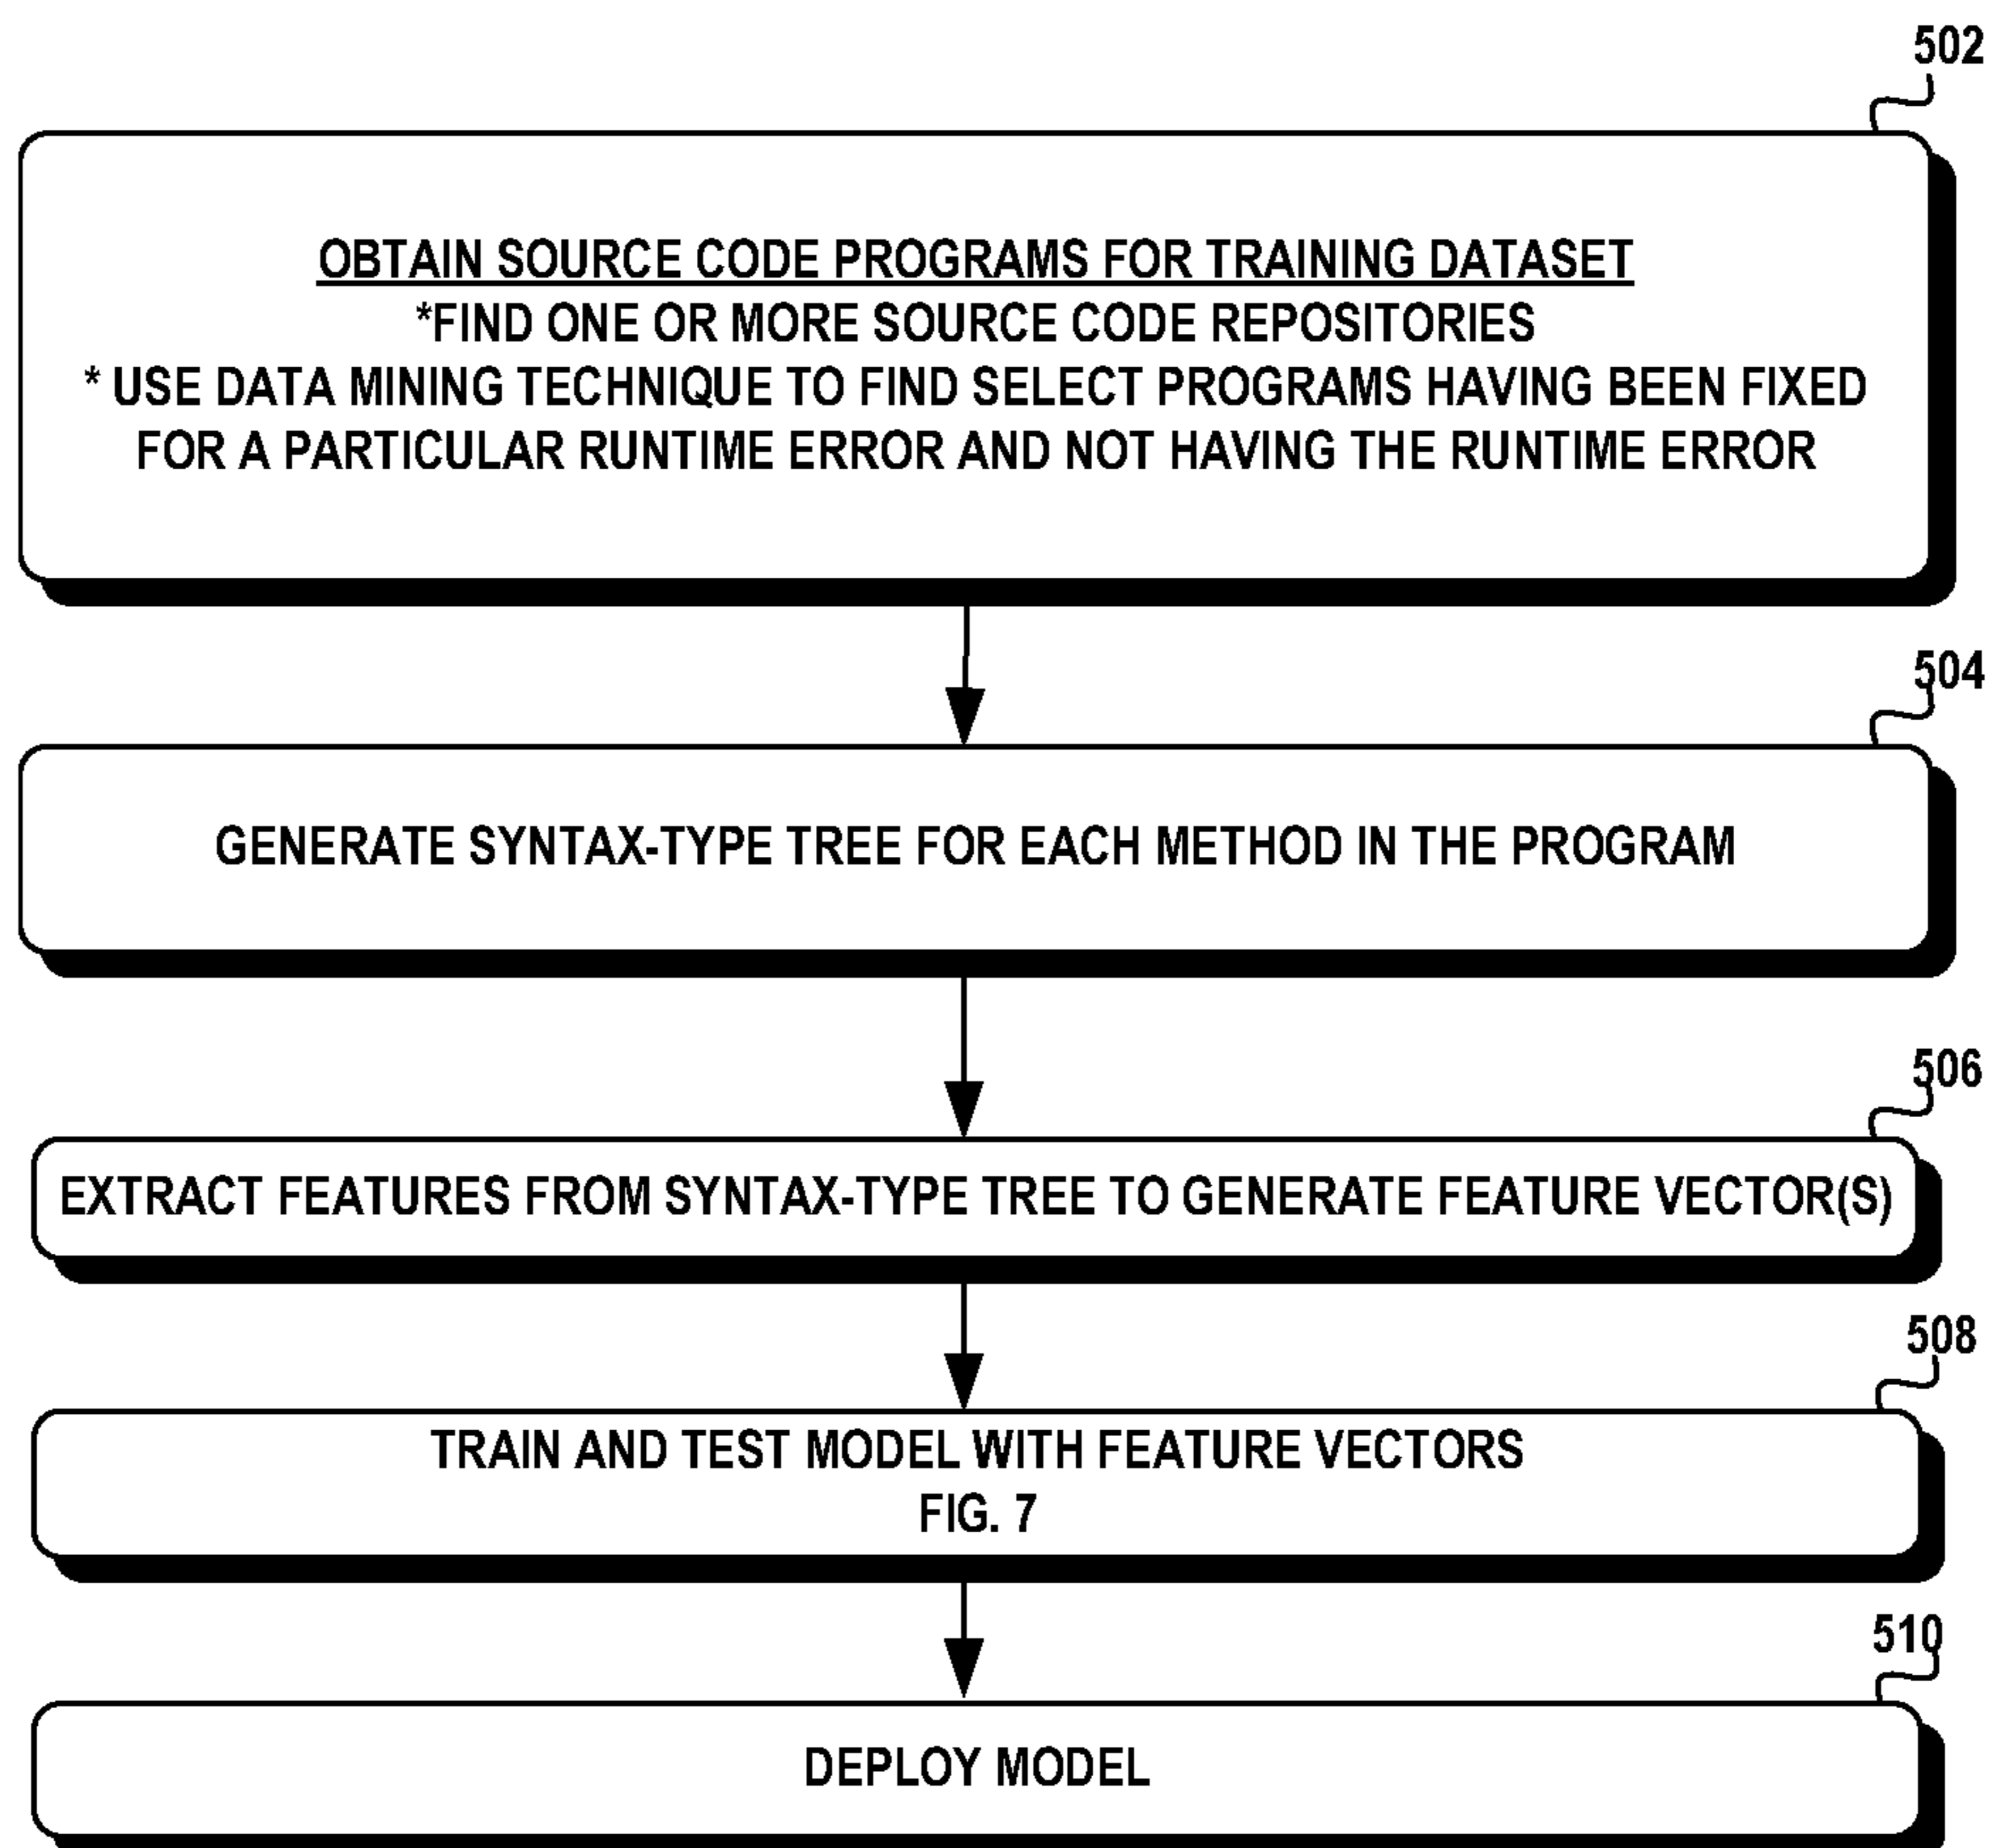 502
OBTAIN SOURCE CODE PROGRAMS FOR TRAINING DATASET
*FIND ONE OR MORE SOURCE CODE REPOSITORIES
* USE DATA MINING TECHNIQUE TO FIND SELECT PROGRAMS HAVING BEEN FIXED
FOR A PARTICULAR RUNTIME ERROR AND NOT HAVING THE RUNTIME ERROR
504
GENERATE SYNTAX-TYPE TREE FOR EACH METHOD IN THE PROGRAM
506
EXTRACT FEATURES FROM SYNTAX-TYPE TREE TO GENERATE FEATURE VECTOR(S)
508
TRAIN AND TEST MODEL WITH FEATURE VECTORS
FIG. 7
510
DEPLOY MODEL